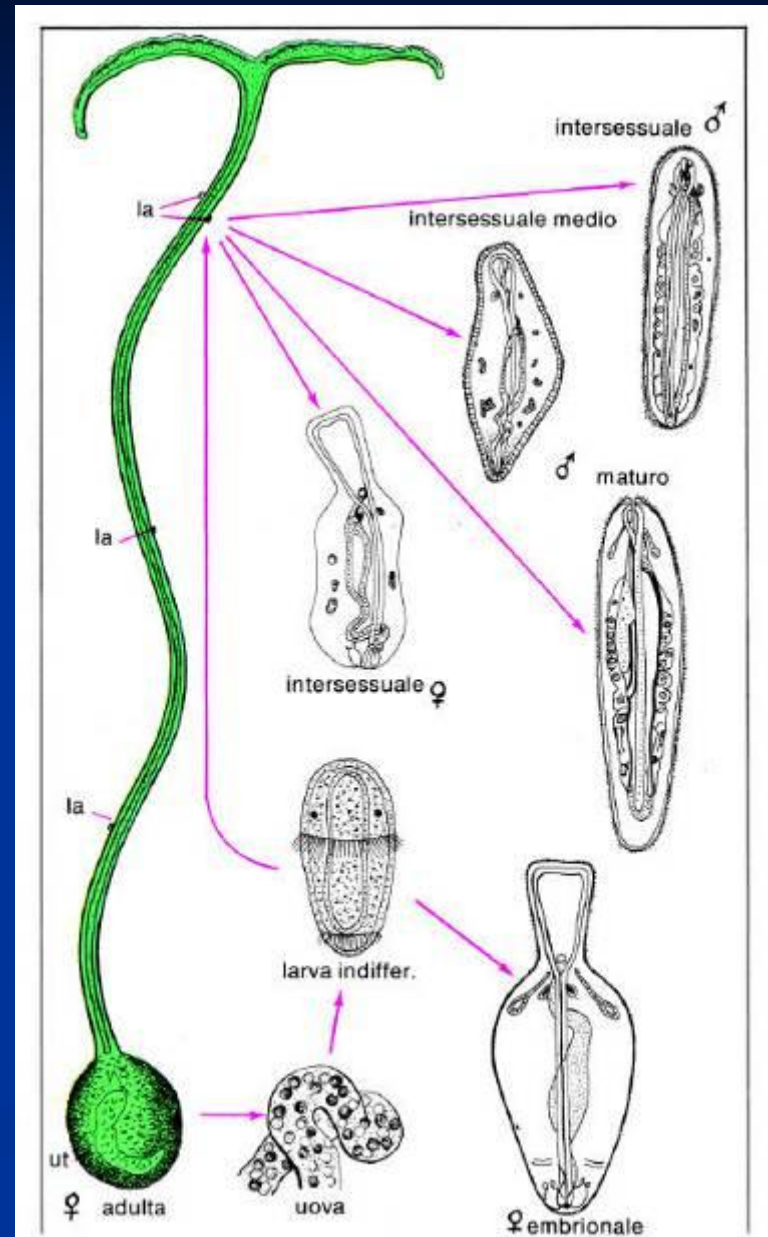 intersessuale ♂
la
intersessuale medio
♂
maturo
la
intersessuale ♀
la
larva indiffer.
ut
♀ adulta
uova
♀ embrionale